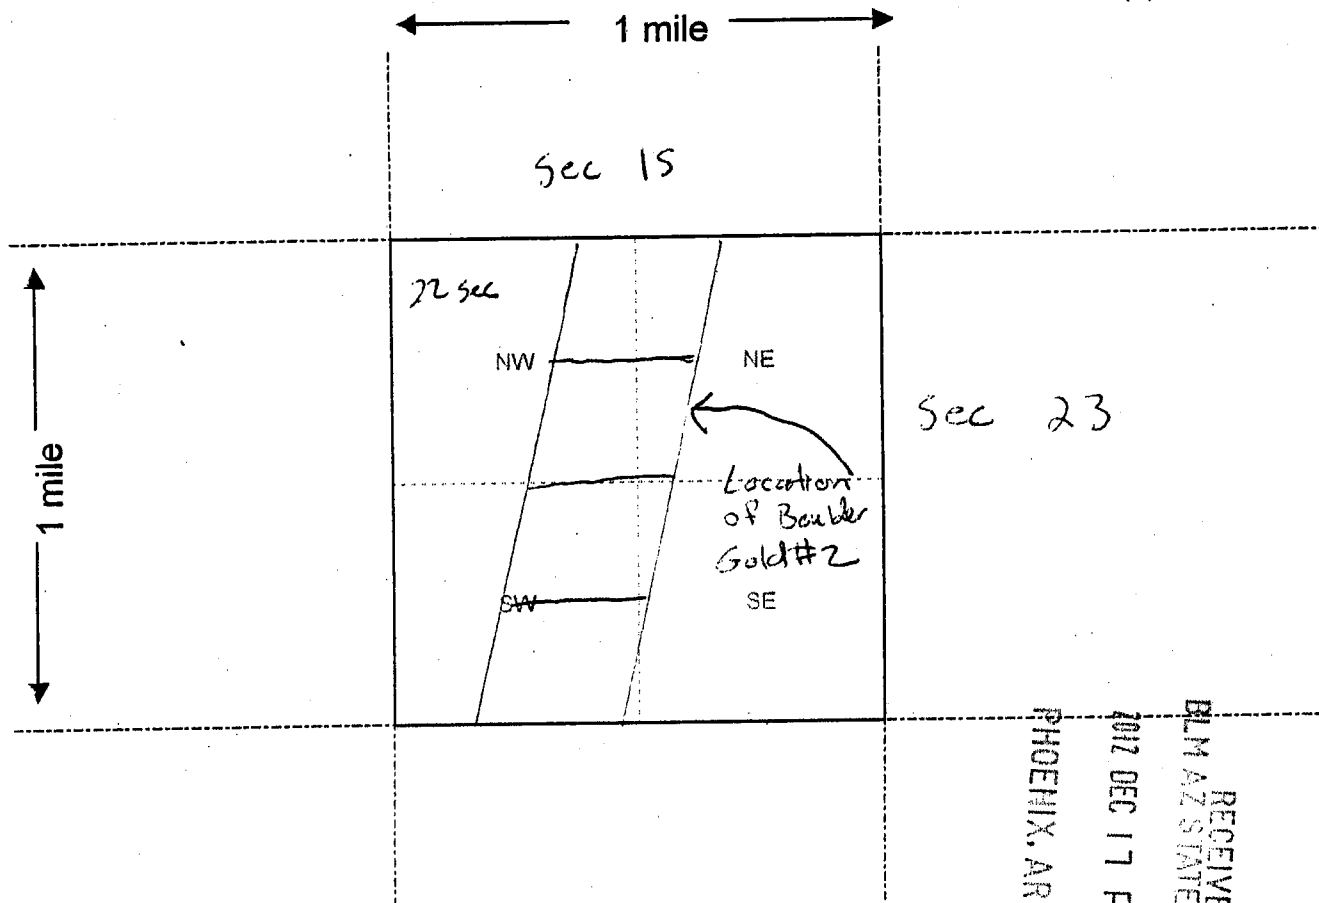 1 mile
Sec 15
22 sec
NW
NE
Sec 23
1 mile
Location
of Boulder
Gold#2
SW
SE
RECEIVE
BLM AZ STATE
2012 DEC 17 P
PHOENIX, AR